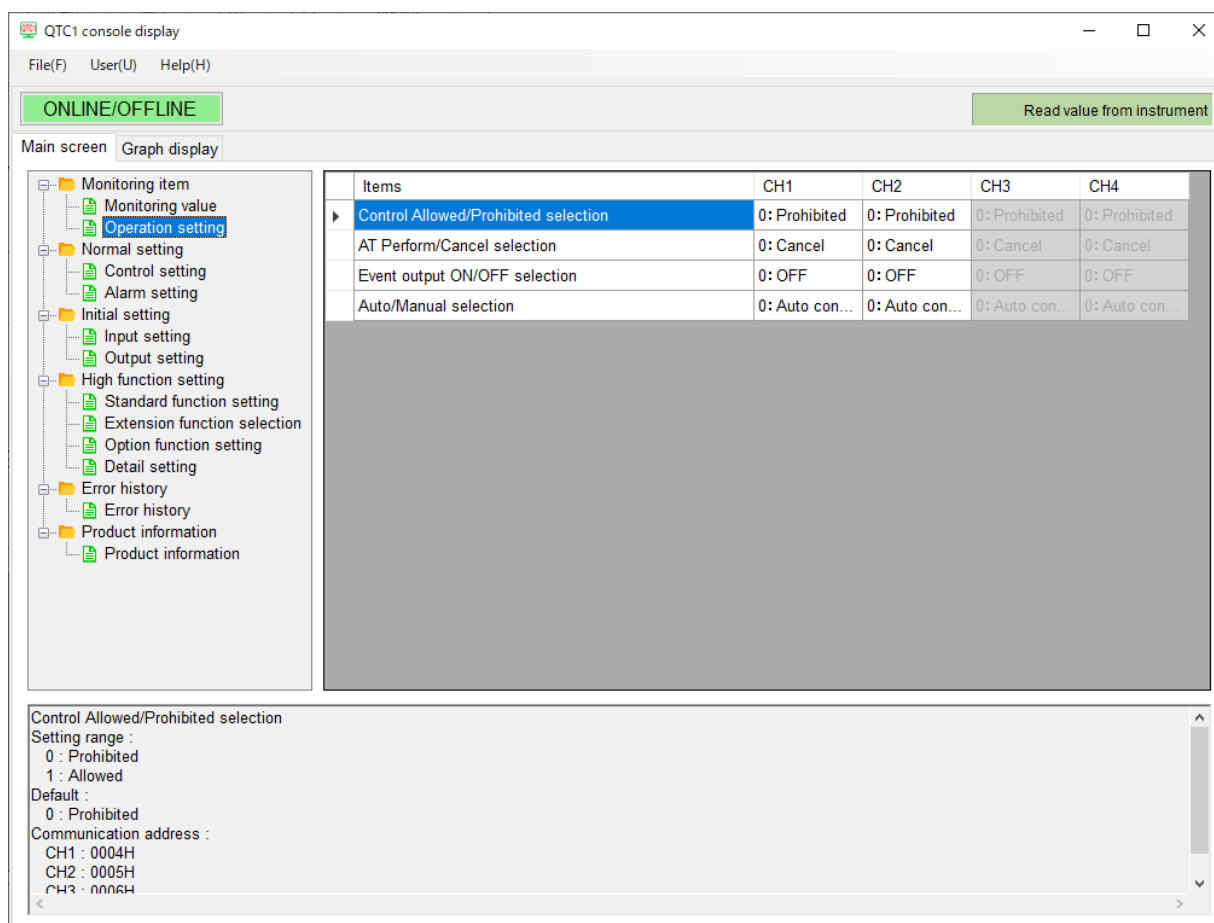 QTC1 console display
File(F) User(U) Help(H)
ONLINE/OFFLINE
Read value from instrument
Main screen Graph display
Monitoring item
Monitoring value
Operation setting
Normal setting
Control setting
Alarm setting
Initial setting
Input setting
Output setting
High function setting
Standard function setting
Extension function selection
Option function setting
Detail setting
Error history
Error history
Product information
Product information
Items CH1 CH2 CH3 CH4
Control Allowed/Prohibited selection 0: Prohibited 0: Prohibited 0: Prohibited 0: Prohibited
AT Perform/Cancel selection 0: Cancel 0: Cancel 0: Cancel 0: Cancel
Event output ON/OFF selection 0: OFF 0: OFF 0: OFF 0: OFF
Auto/Manual selection 0: Auto con... 0: Auto con... 0: Auto con... 0: Auto con...
Control Allowed/Prohibited selection
Setting range :
0 : Prohibited
1 : Allowed
Default :
0 : Prohibited
Communication address :
CH1 : 0004H
CH2 : 0005H
CH3 : 0006H